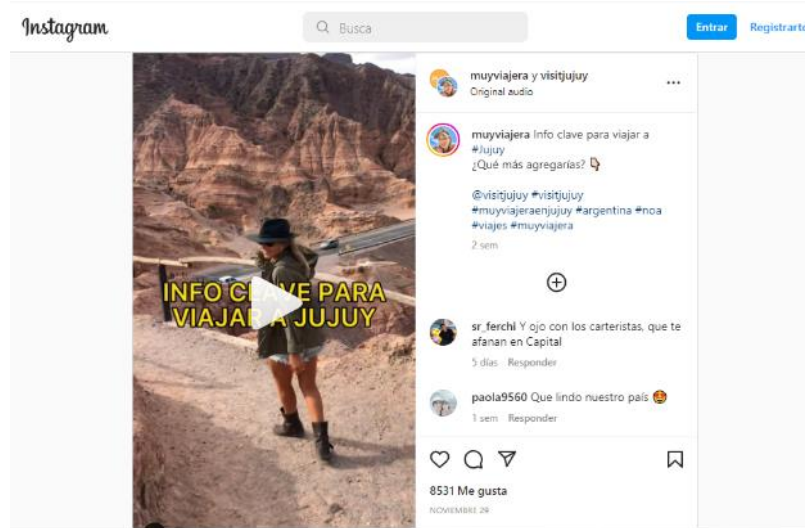 Instagram
Busca
Entrar
Registrarte
muyviajera y visitjujuy
Original audio
INFO CLAVE PARA
VIAJAR A JUJUY
muyviajera Info clave para viajar a
#Jujuy
¿Qué más agregarías? 👇🏼
@visitjujuy #visitjujuy
#muyviajeraenjujuy #argentina #noa
#viajes #muyviajera
2 sem
sr_ferchi Y ojo con los carteristas, que te
afanan en Capital
5 días Responder
paola9560 Que lindo nuestro país 🤩
1 sem Responder
8531 Me gusta
NOVIEMBRE 29